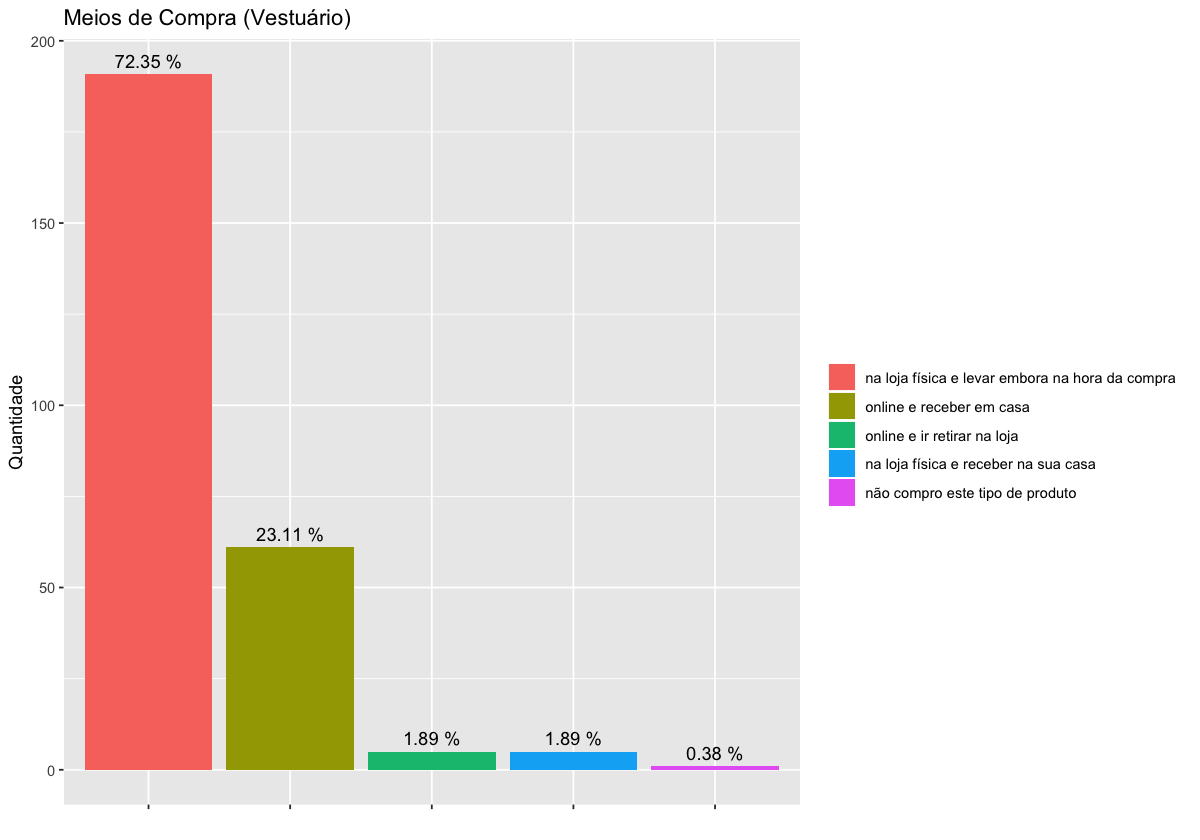 Meios de Compra (Vestuário)
Quantidade
200
150
100
50
0
72.35 %
23.11 %
1.89 %
1.89 %
0.38 %
na loja física e levar embora na hora da compra
online e receber em casa
online e ir retirar na loja
na loja física e receber na sua casa
não compro este tipo de produto